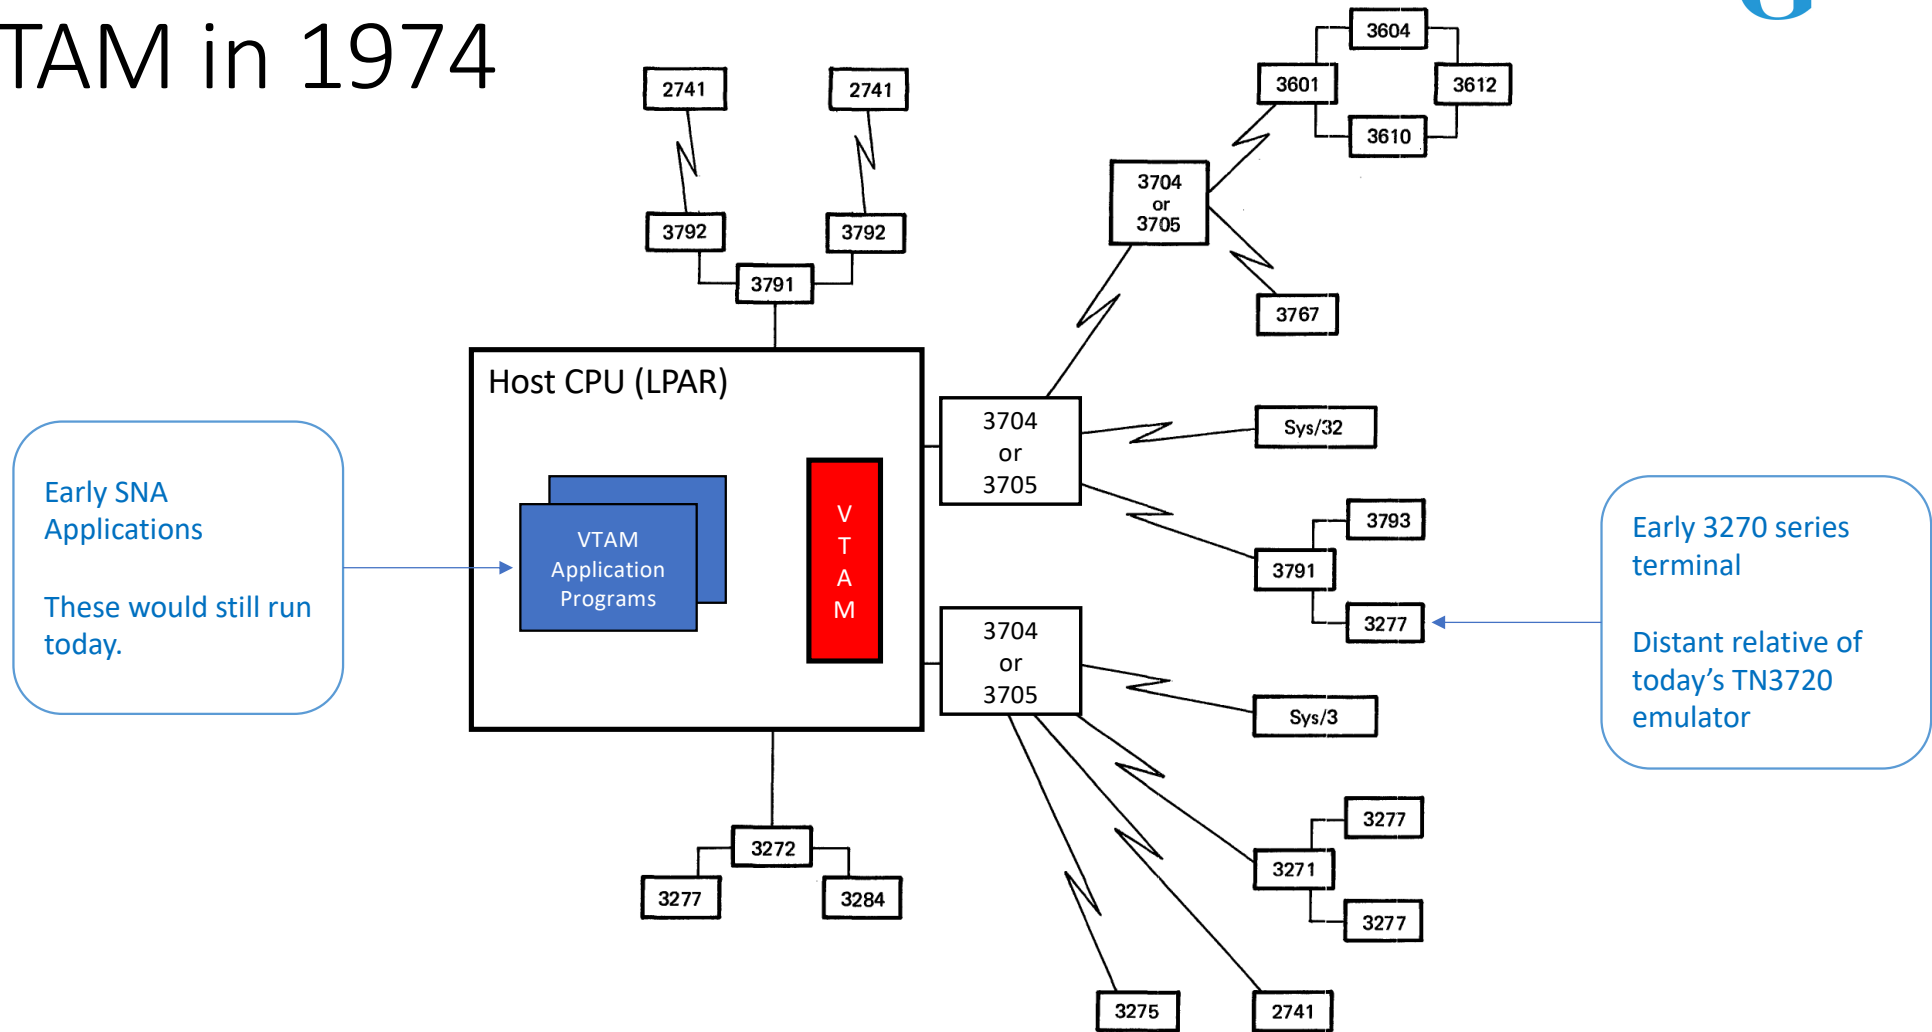 TAM in 1974
2741
2741
3792
3792
3791
3604
3601
3612
3610
3704
or
3705
3767
Host CPU (LPAR)
VTAM
Application
Programs
V
T
A
M
3704
or
3705
Sys/32
3793
3791
3277
3704
or
3705
Sys/3
3277
3271
3277
3275
2741
3272
3277
3284
Early SNA
Applications
These would still run
today.
Early 3270 series
terminal
Distant relative of
today’s TN3720
emulator